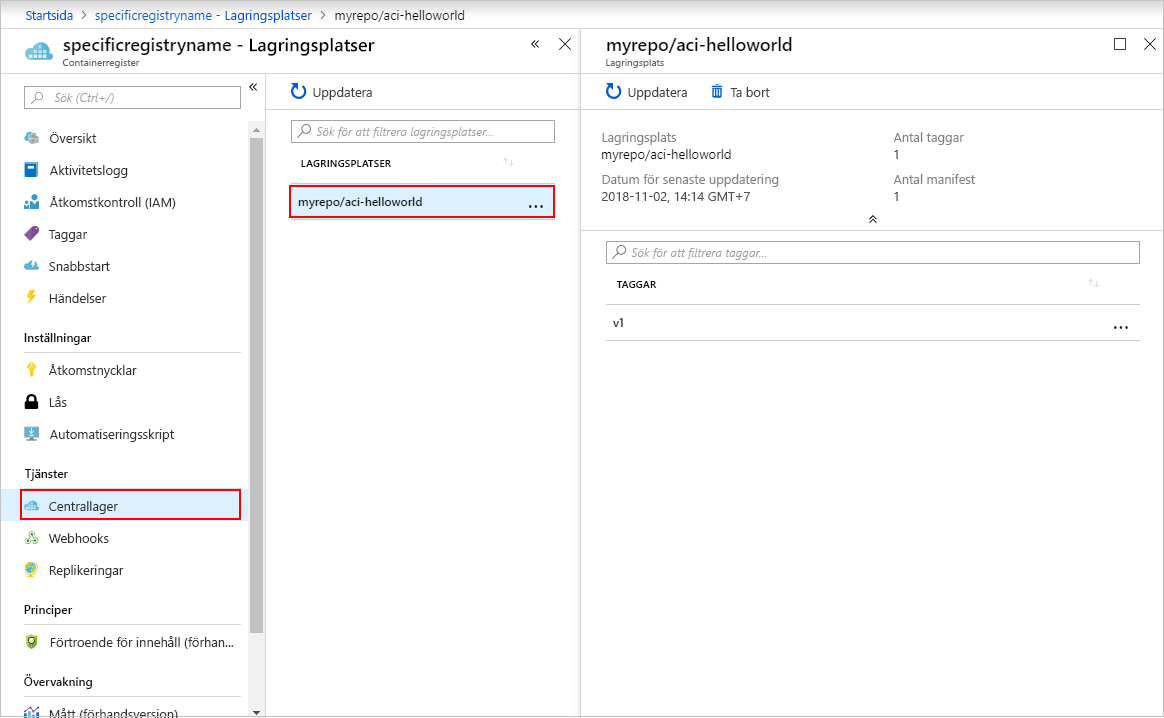 Startsida > specificregistryname - Lagringsplatser > myrepo/aci-helloworld
specificregistryname - Lagringsplatser
Containerregister
Sök (Ctrl+/)
Översikt
Aktivitetslogg
Åtkomstkontroll (IAM)
Taggar
Snabbstart
Händelser
Inställningar
Åtkomstnycklar
Lås
Automatiseringsskript
Tjänster
Centrallager
Webhooks
Replikeringar
Principer
Förtroende för innehåll (förhan...
Övervakning
Mått (förhandsversion)
Uppdatera
Sök för att filtrera lagringsplatser...
LAGRINGSPLATSER
myrepo/aci-helloworld ...
myrepo/aci-helloworld
Lagringsplats
Uppdatera Ta bort
Lagringsplats
myrepo/aci-helloworld
Antal taggar
1
Datum för senaste uppdatering
2018-11-02, 14:14 GMT+7
Antal manifest
1
Sök för att filtrera taggar...
TAGGAR
v1 ...